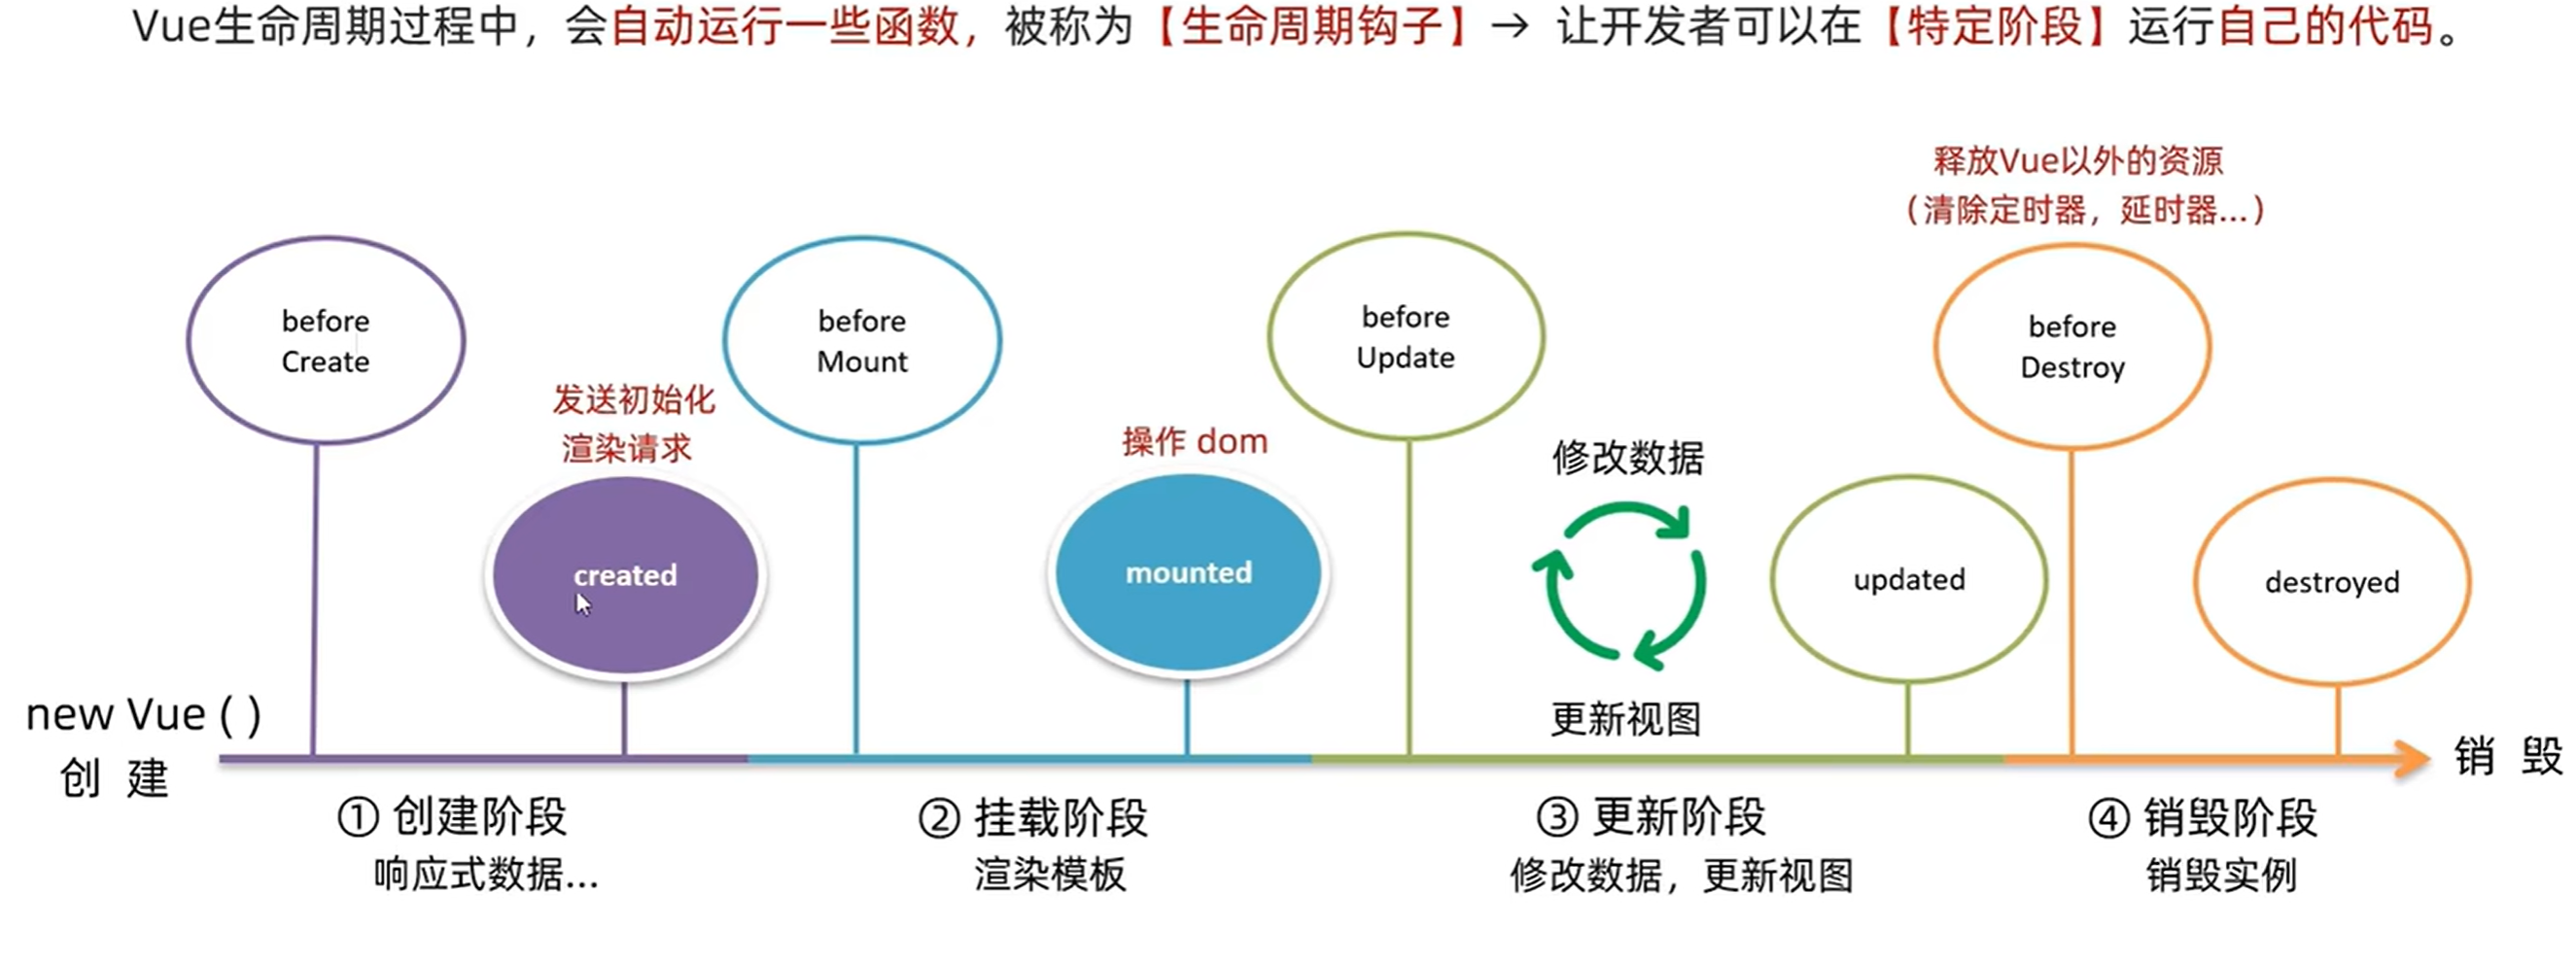 Vue生命周期过程中，会自动运行一些函数，被称为【生命周期钩子】→ 让开发者可以在【特定阶段】运行自己的代码。
释放Vue以外的资源
（清除定时器，延时器...）
before
Create
before
Mount
before
Update
before
Destroy
发送初始化
渲染请求
created
操作 dom
mounted
修改数据
更新视图
updated
destroyed
new Vue ( )
创 建
销 毁
① 创建阶段
响应式数据...
② 挂载阶段
渲染模板
③ 更新阶段
修改数据，更新视图
④ 销毁阶段
销毁实例